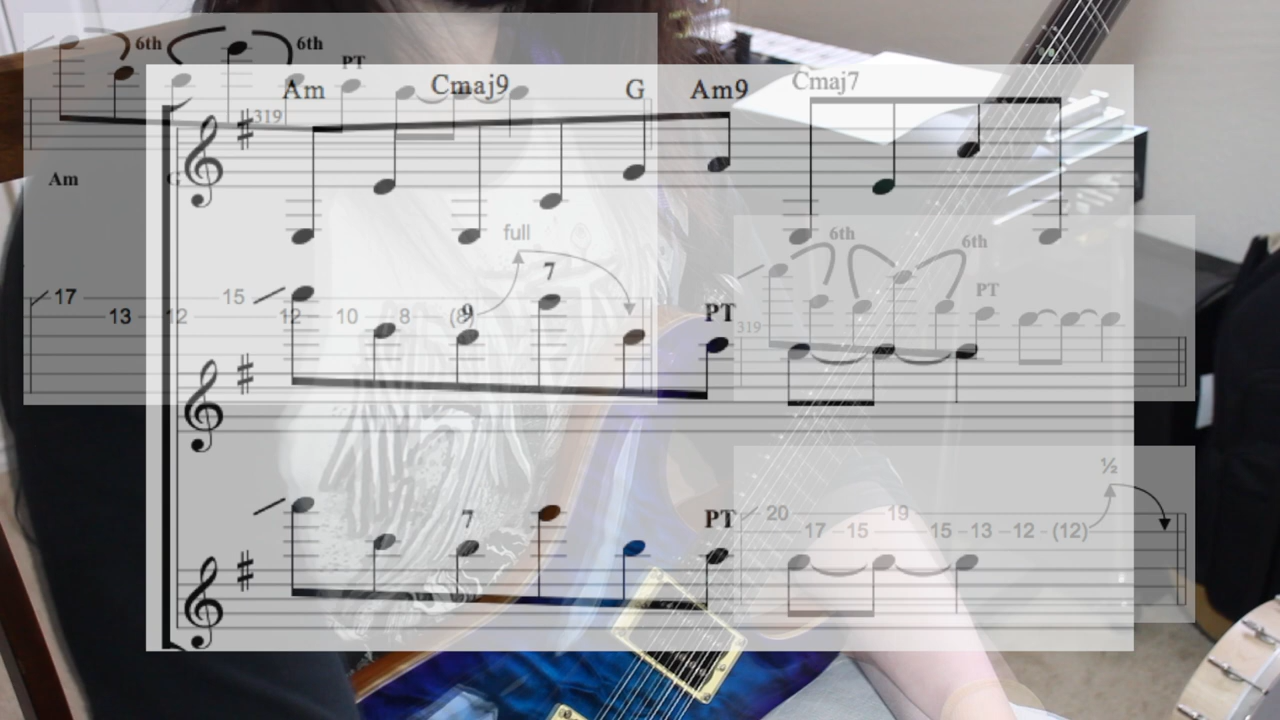 6th 6th
PT
Am Cmaj9 G Am9 Cmaj7
319
Am G
full 6th 6th
7
17 15 PT
13 12 12 10 8 (8) 9 PT
319
½
7 PT 20 19
17 15 15 13 12 (12)